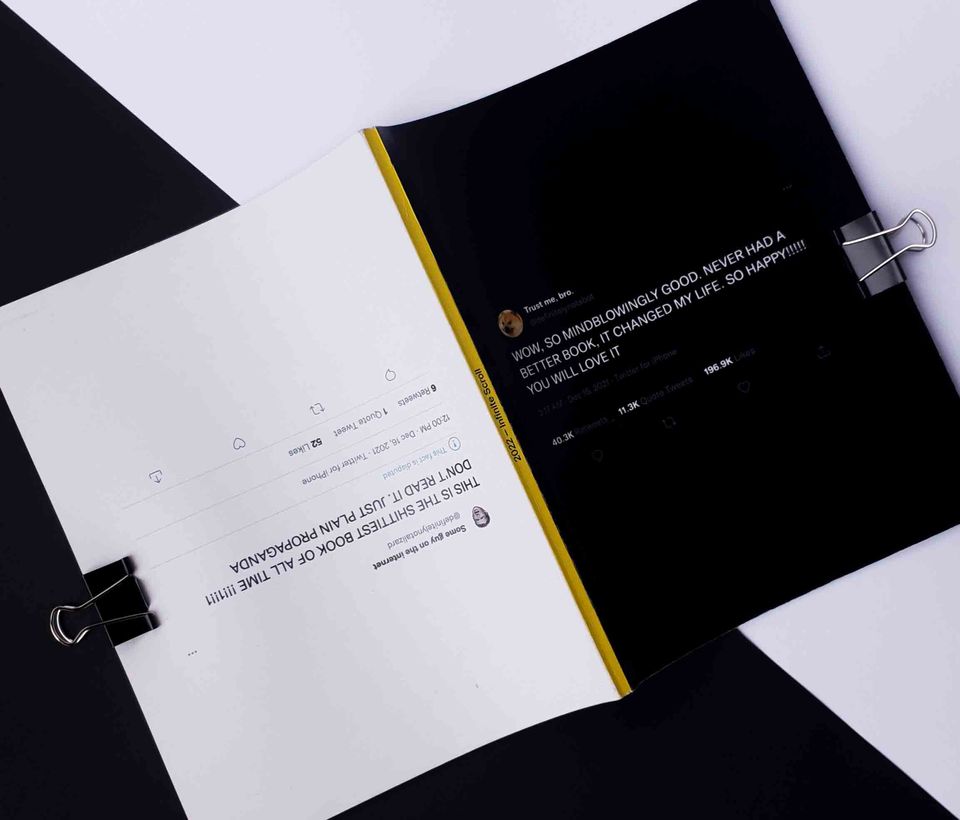 Trust me, bro.
@definitelynotabot
WOW, SO MINDBLOWINGLY GOOD. NEVER HAD A
BETTER BOOK, IT CHANGED MY LIFE. SO HAPPY!!!!!
YOU WILL LOVE IT
3:17 AM · Dec 16, 2021 · Twitter for iPhone
40.3K Retweets 11.3K Quote Tweets 196.9K Likes
2022 — Infinite Scroll
Some guy on the internet
@definitelynotalizard
THIS IS THE SHITTIEST BOOK OF ALL TIME !!!1!!1
DON'T READ IT. JUST PLAIN PROPAGANDA
This fact is disputed
12:00 PM · Dec 16, 2021 · Twitter for iPhone
6 Retweets 1 Quote Tweet 52 Likes